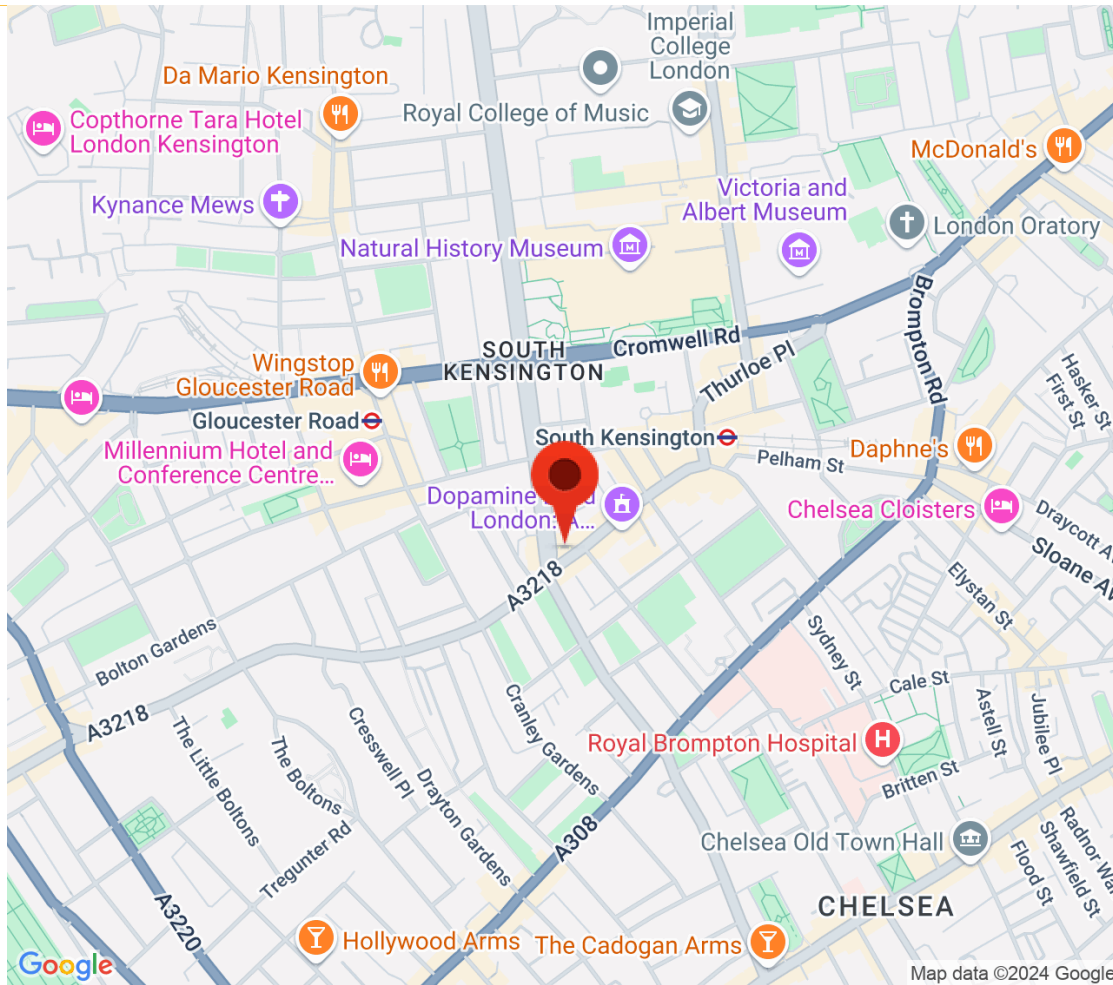 Imperial
College
London
Da Mario Kensington
Royal College of Music
Copthorne Tara Hotel
London Kensington
McDonald's
Kynance Mews
Victoria and
Albert Museum
London Oratory
Natural History Museum
Brompton Rd
SOUTH
KENSINGTON
Cromwell Rd
Thurloe Pl
Wingstop
Gloucester Road
Hasker St
First St
Gloucester Road
South Kensington
Daphne's
Millennium Hotel and
Conference Centre...
Pelham St
Dopamine
London:
Chelsea Cloisters
Draycott
Sloane
A3218
Elystan St
Sydney St
Bolton Gardens
Cale St
A3218
The Little Boltons
The Boltons
Cresswell Pl
Drayton Gardens
Cranley Gardens
Astell St
Jubilee Pl
Royal Brompton Hospital
H
Britten St
Tregunter Rd
A308
Chelsea Old Town Hall
Flood St
Shawfield St
Radnor
A3220
CHELSEA
Hollywood Arms
The Cadogan Arms
Google
Map data ©2024 Google